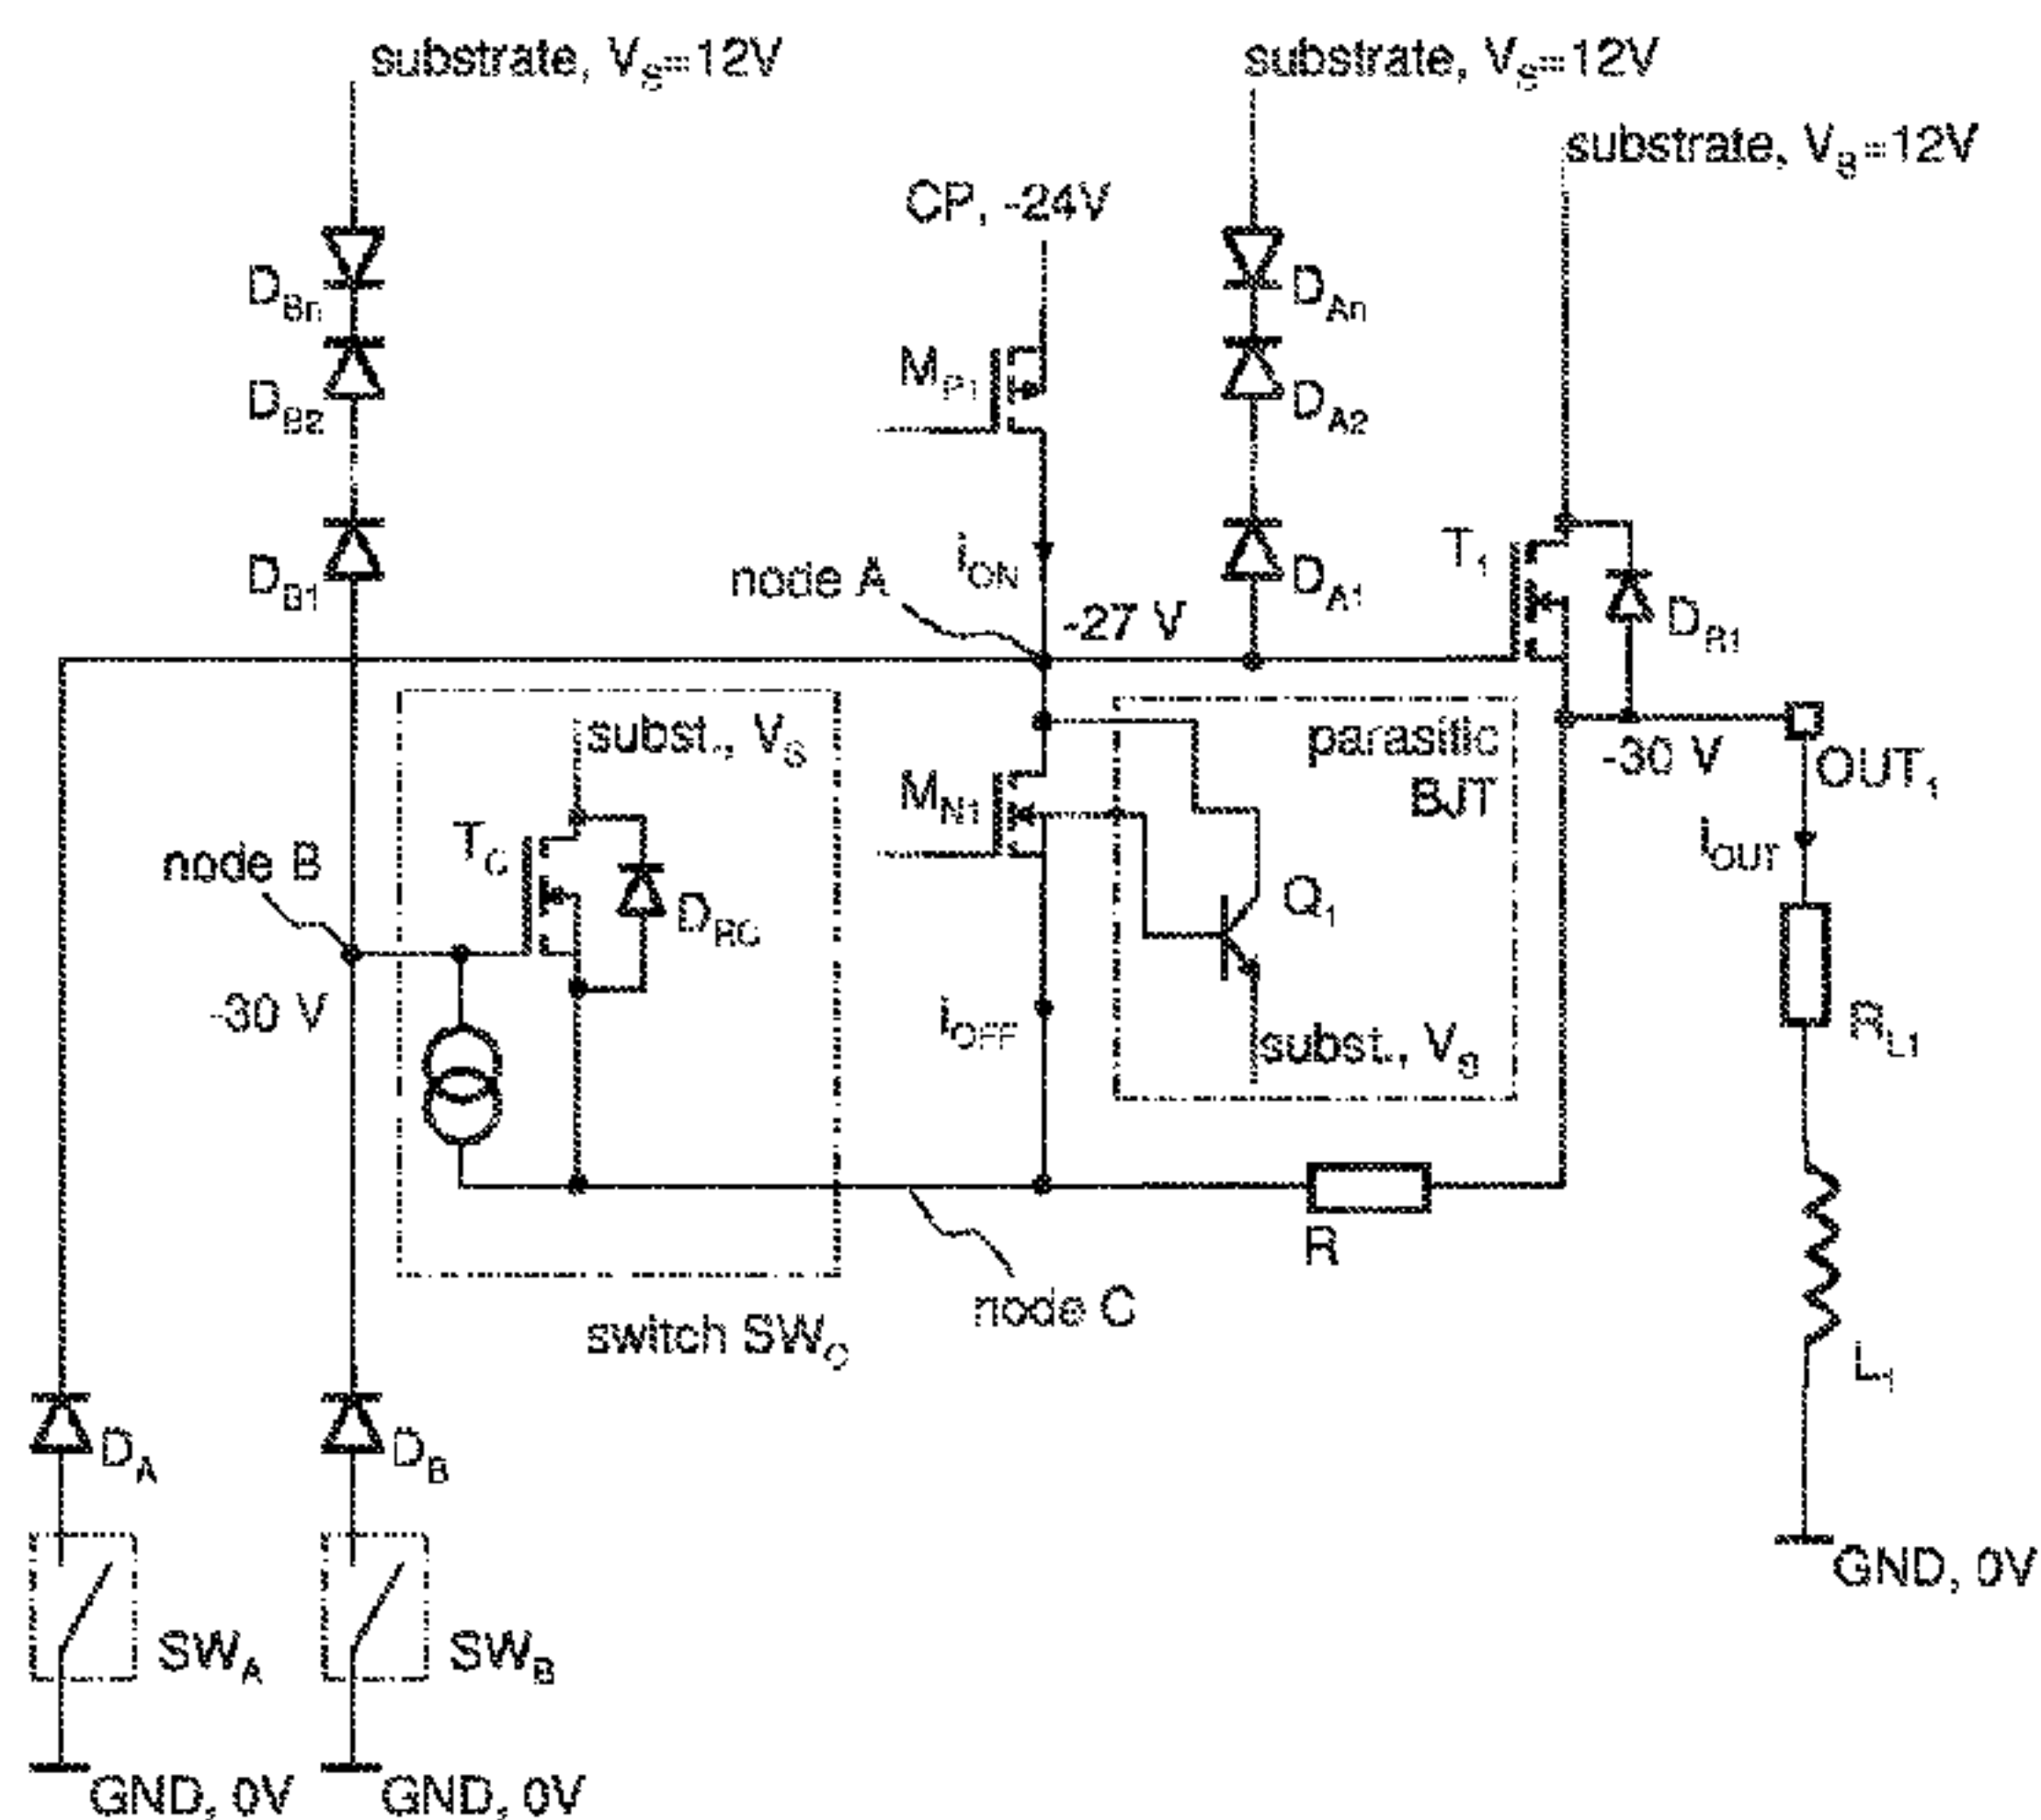 substrate, V_S=12V
substrate, V_S=12V
substrate, V_S=12V
CP, -24V
D_Bn
D_An
M_P1
D_B2
D_A2
i_ON
T_1
D_B1
node A
D_A1
D_R1
-27 V
subst., V_S
parasitic
BJT
-30 V
OUT_1
M_N1
T_C
node B
i_OUT
D_RC
Q_1
-30 V
i_OFF
subst., V_S
R_L1
R
node C
switch SW_C
L_1
D_A
D_B
GND, 0V
SW_A
SW_B
GND, 0V
GND, 0V